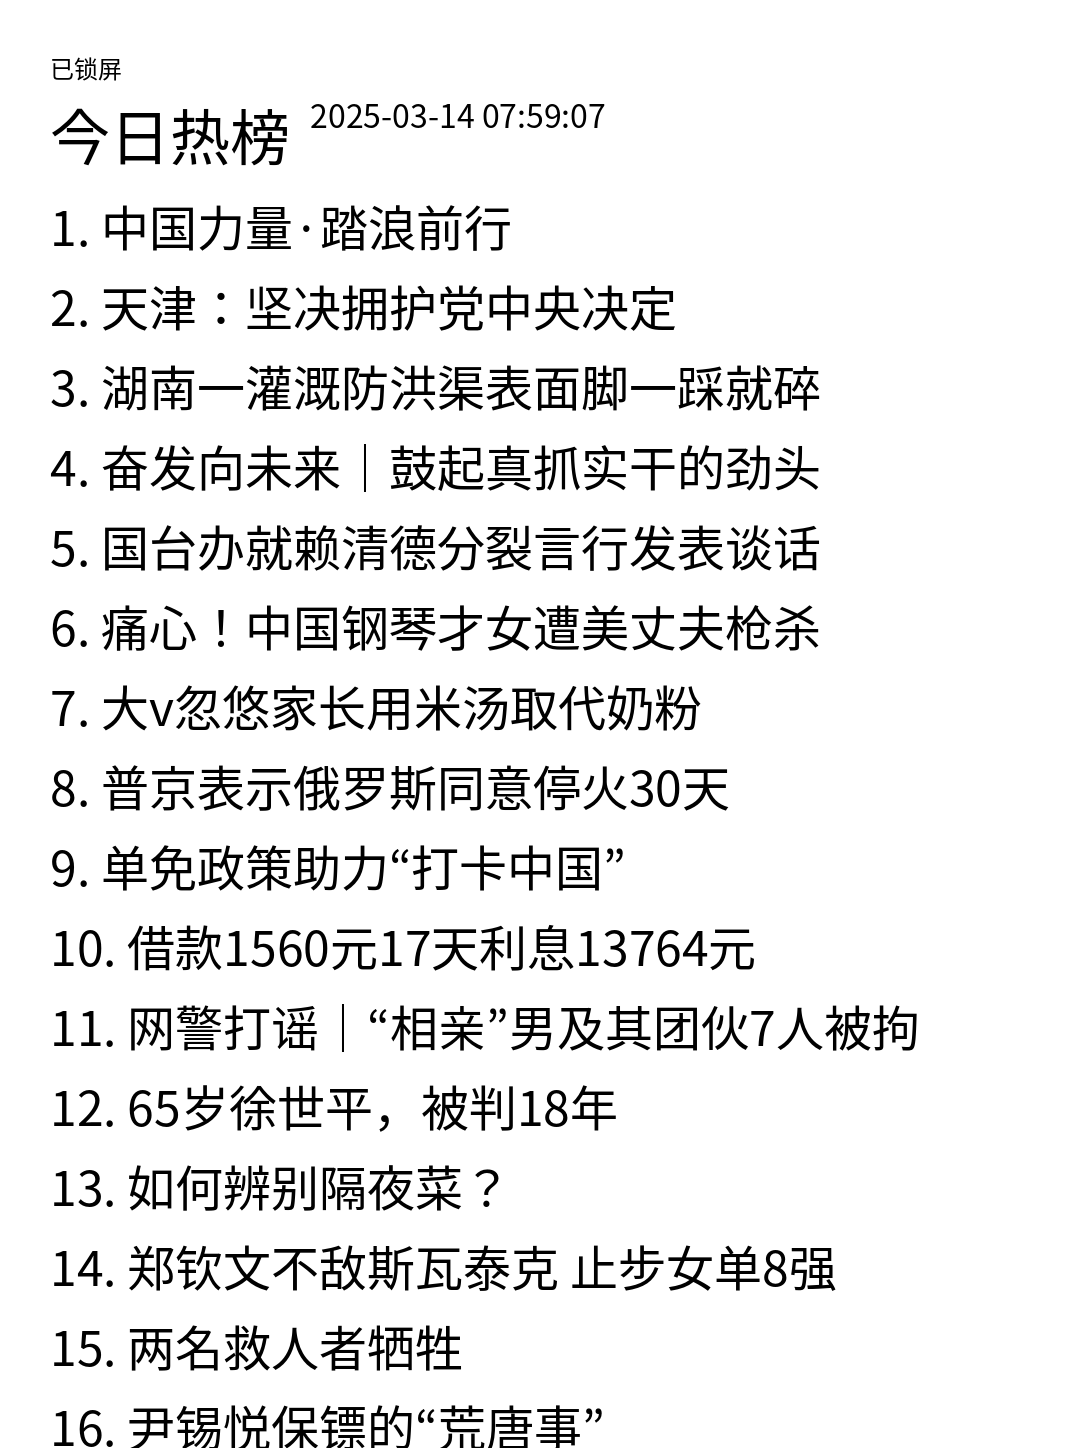 已锁屏
今日热榜 2025-03-14 07:59:07
1. 中国力量·踏浪前行
2. 天津：坚决拥护党中央决定
3. 湖南一灌溉防洪渠表面脚一踩就碎
4. 奋发向未来｜鼓起真抓实干的劲头
5. 国台办就赖清德分裂言行发表谈话
6. 痛心！中国钢琴才女遭美丈夫枪杀
7. 大v忽悠家长用米汤取代奶粉
8. 普京表示俄罗斯同意停火30天
9. 单免政策助力“打卡中国”
10. 借款1560元17天利息13764元
11. 网警打谣｜“相亲”男及其团伙7人被拘
12. 65岁徐世平，被判18年
13. 如何辨别隔夜菜？
14. 郑钦文不敌斯瓦泰克 止步女单8强
15. 两名救人者牺牲
16. 尹锡悦保镖的“荒唐事”